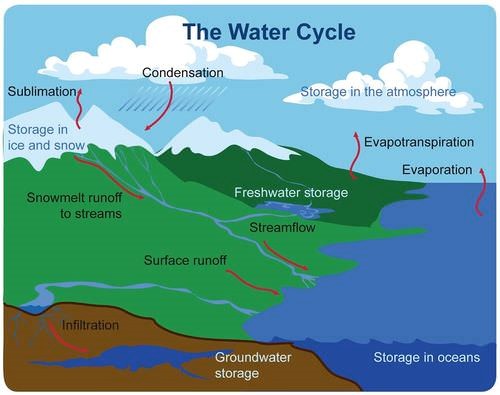 The Water Cycle
Condensation
Sublimation
Storage in the atmosphere
Storage in
ice and snow
Evapotranspiration
Evaporation
Snowmelt runoff
to streams
Freshwater storage
Streamflow
Surface runoff
Infiltration
Groundwater
storage
Storage in oceans